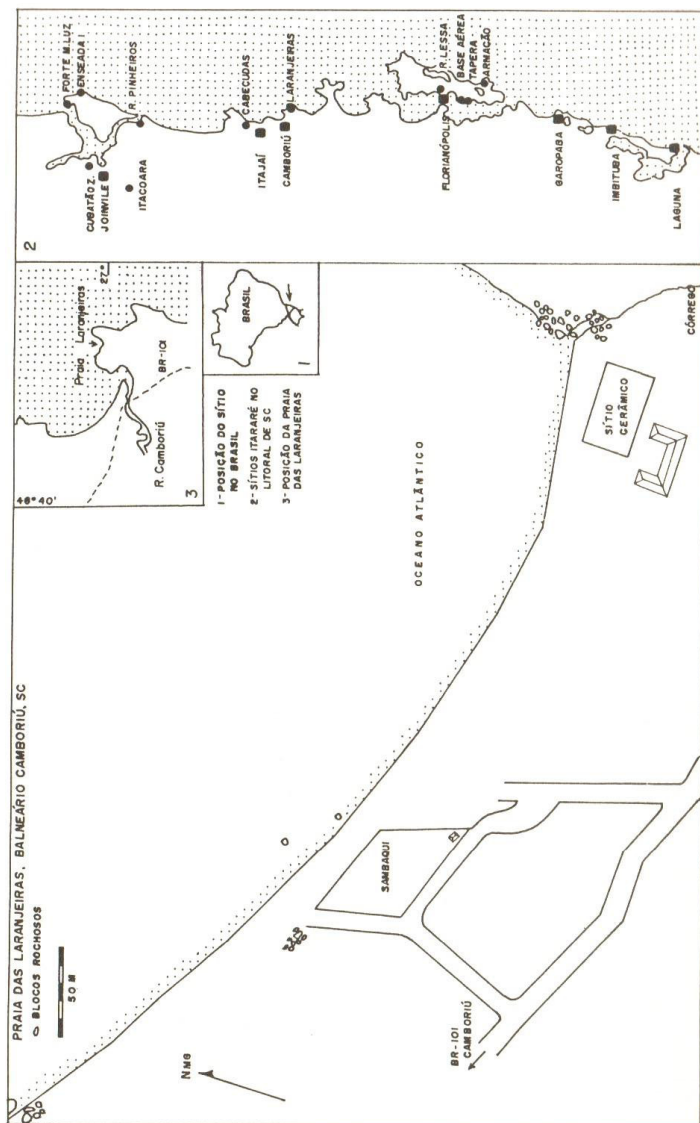 PRAIA DAS LARANJEIRAS, BALNEÁRIO CAMBORIÚ, SC
BLOCOS ROCHOSOS
50 M
NMG
BR-101
CAMBORIÚ
SAMBAQUI
OCEANO ATLÂNTICO
SÍTIO
CERÂMICO
CÓRREGO
48°40'
27°
Praia Laranjeiras
BR-101
R. Camboriú
3
BRASIL
1
1-POSIÇÃO DO SÍTIO
NO BRASIL
2-SÍTIOS ITARARÉ NO
LITORAL DE SC
3-POSIÇÃO DA PRAIA
DAS LARANJEIRAS
2
FORTE M. LUZ
ENSEADA I
R. PINHEIROS
CUBATÃO Z.
JOINVILE
ITACOARA
CABEÇUDAS
ITAJAÍ
CAMBORIÚ
LARANJEIRAS
R. LESSA
BASE AÉREA
TAPERA
ARMAÇÃO
FLORIANÓPOLIS
GAROPABA
IMBITUBA
LAGUNA